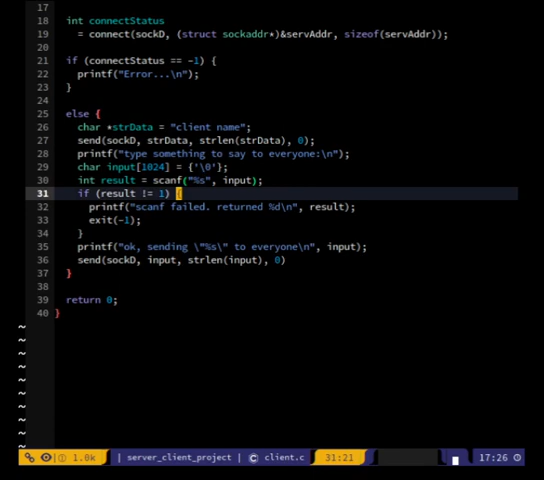 17
18 int connectStatus
19 = connect(sockD, (struct sockaddr*)&servAddr, sizeof(servAddr));
20
21 if (connectStatus == -1) {
22 printf("Error...\n");
23 }
24
25 else {
26 char *strData = "client name";
27 send(sockD, strData, strlen(strData), 0);
28 printf("type something to say to everyone:\n");
29 char input[1024] = {'\0'};
30 int result = scanf("%s", input);
31 if (result != 1) {
32 printf("scanf failed. returned %d\n", result);
33 exit(-1);
34 }
35 printf("ok, sending \"%s\" to everyone\n", input);
36 send(sockD, input, strlen(input), 0)
37 }
38
39 return 0;
40 }
~
~
~
~
~
~
~
~
~
~
1.0k | server_client_project | client.c 31:21 17:26